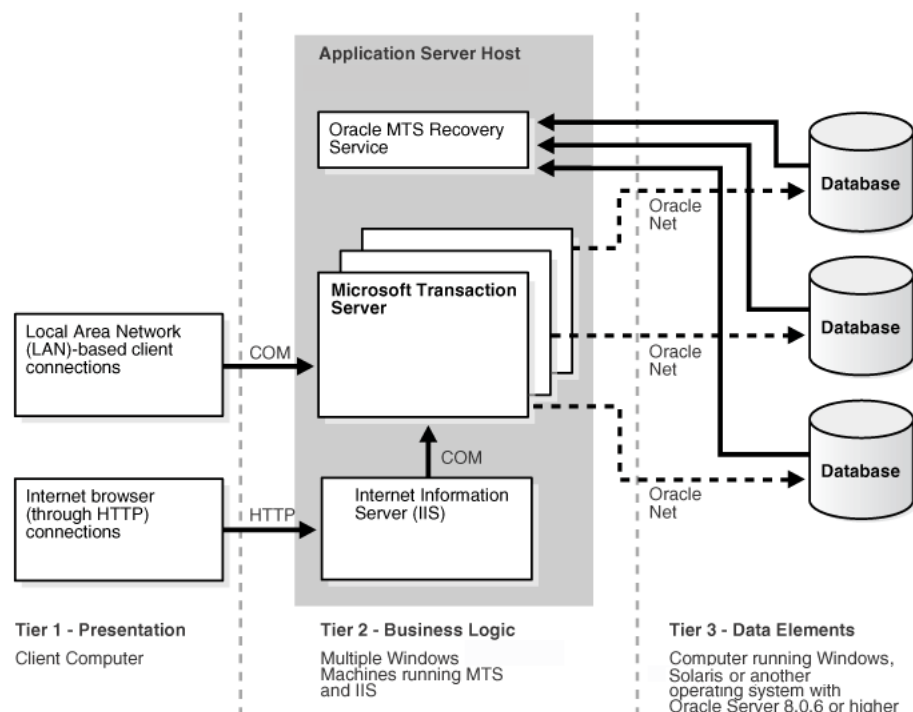 Application Server Host
Oracle MTS Recovery
Service
Database
Oracle
Net
Microsoft Transaction
Server
Database
Oracle
Net
Local Area Network
(LAN)-based client
connections
COM
Database
COM
Oracle
Net
Internet browser
(through HTTP)
connections
HTTP
Internet Information
Server (IIS)
Tier 1 - Presentation
Client Computer
Tier 2 - Business Logic
Multiple Windows
Machines running MTS
and IIS
Tier 3 - Data Elements
Computer running Windows,
Solaris or another
operating system with
Oracle Server 8.0.6 or higher